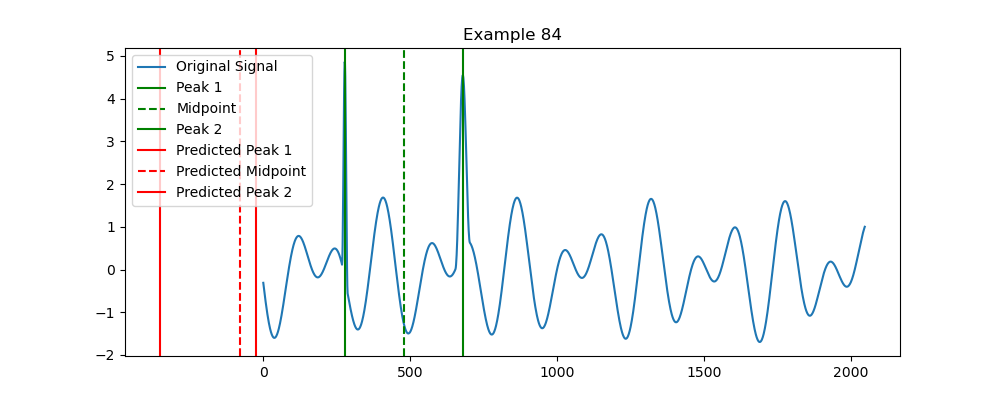 Example 84
5
4
3
2
1
0
−1
−2
Original Signal
Peak 1
Midpoint
Peak 2
Predicted Peak 1
Predicted Midpoint
Predicted Peak 2
0 500 1000 1500 2000